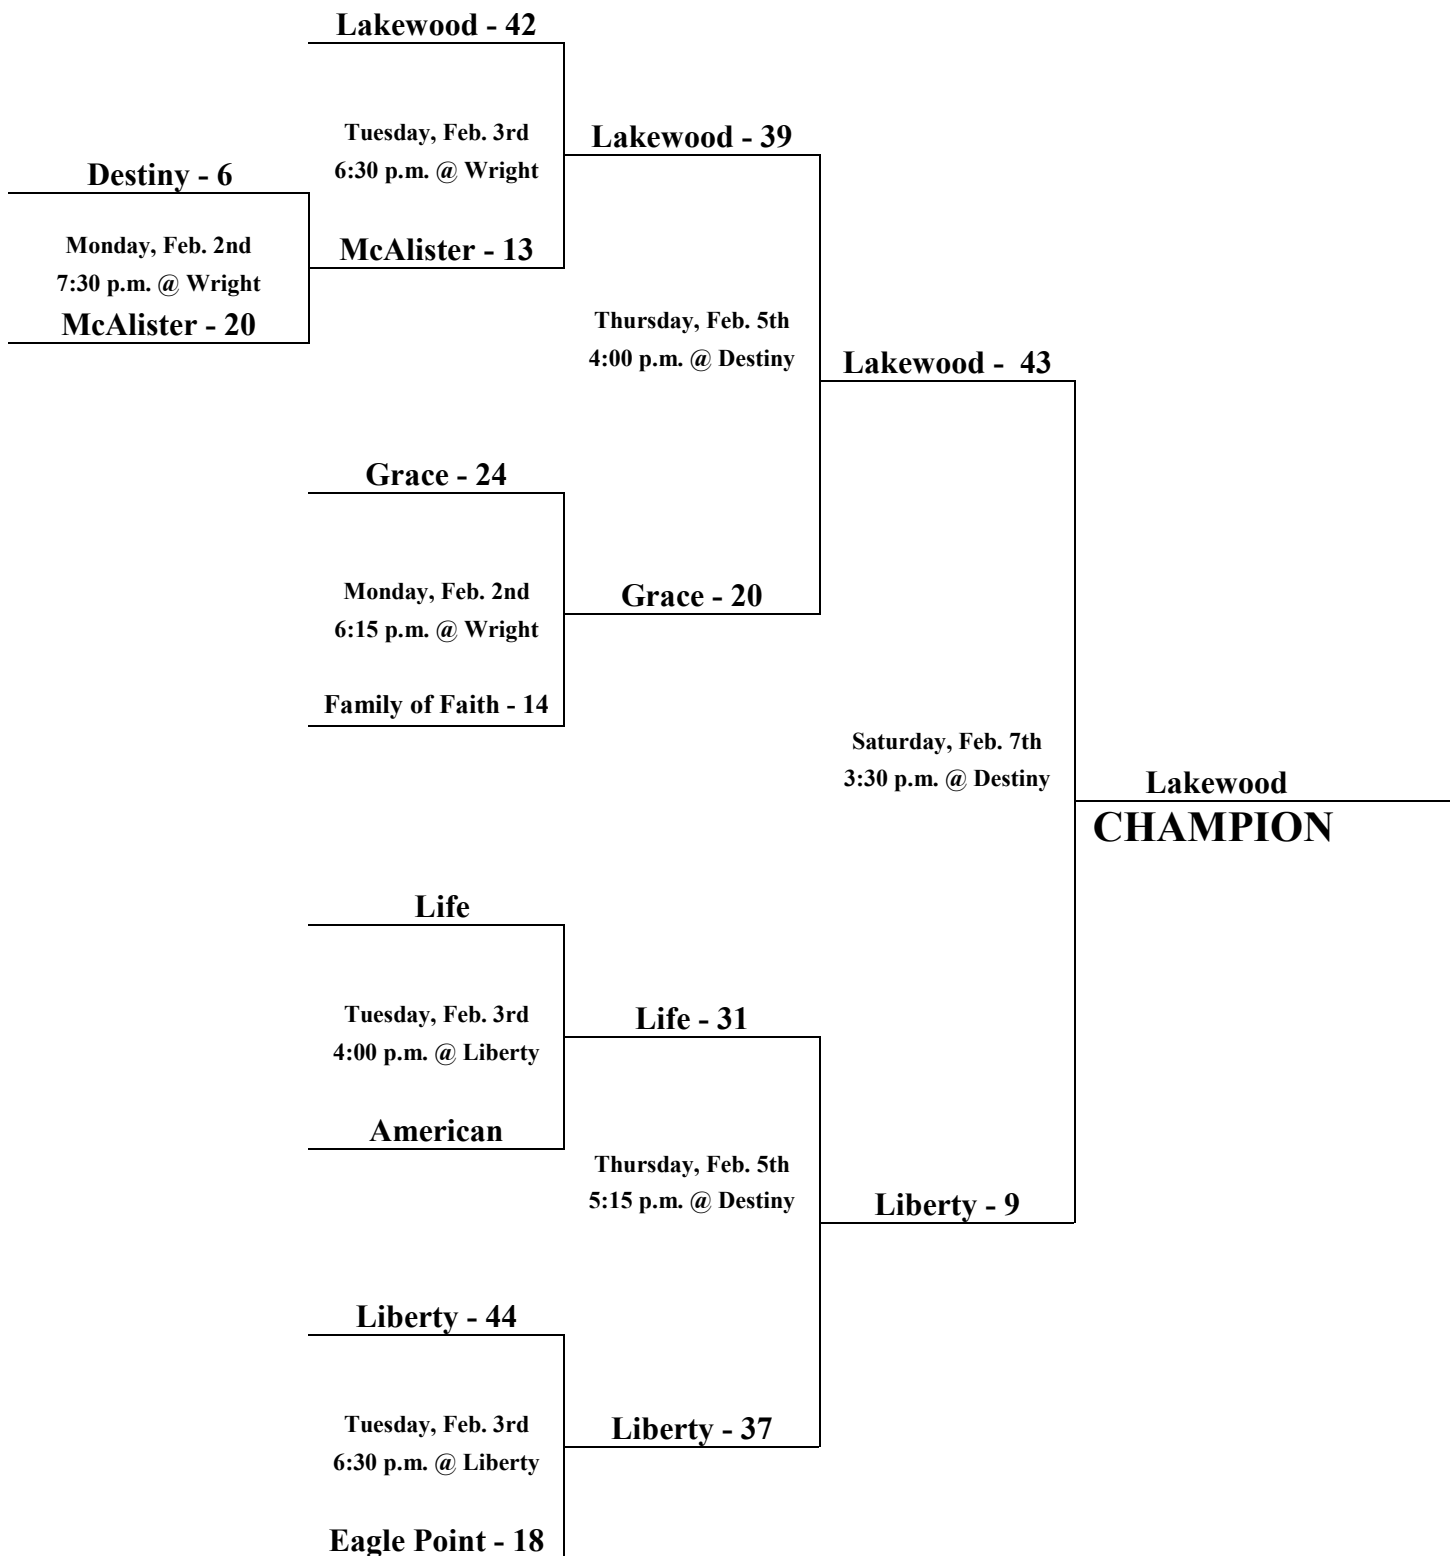 Lakewood - 42
Tuesday, Feb. 3rd
6:30 p.m. @ Wright
Lakewood - 39
Destiny - 6
Monday, Feb. 2nd
7:30 p.m. @ Wright
McAlister - 20
McAlister - 13
Thursday, Feb. 5th
4:00 p.m. @ Destiny
Lakewood - 43
Grace - 24
Monday, Feb. 2nd
6:15 p.m. @ Wright
Grace - 20
Family of Faith - 14
Saturday, Feb. 7th
3:30 p.m. @ Destiny
Lakewood
CHAMPION
Life
Tuesday, Feb. 3rd
4:00 p.m. @ Liberty
Life - 31
American
Thursday, Feb. 5th
5:15 p.m. @ Destiny
Liberty - 9
Liberty - 44
Tuesday, Feb. 3rd
6:30 p.m. @ Liberty
Liberty - 37
Eagle Point - 18